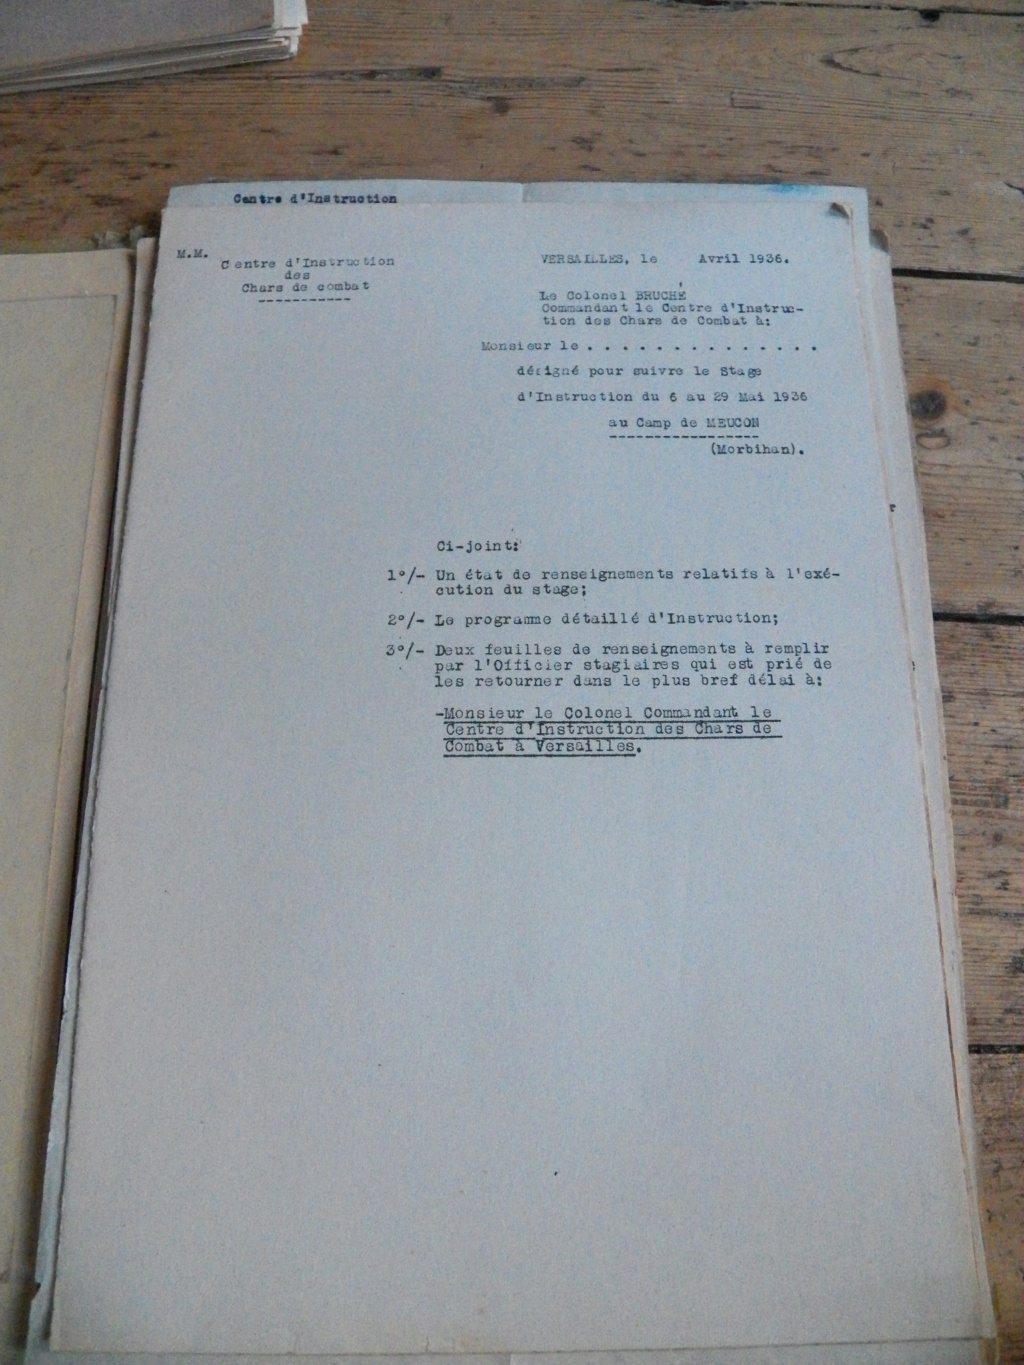 Centre d'Instruction
M.M.
Centre d'Instruction
des
Chars de combat
VERSAILLES, le Avril 1936.
Le Colonel BRUCHÉ
Commandant le Centre d'Instruc-
tion des Chars de Combat à:
Monsieur le . . . . . . . . . . . . . .
désigné pour suivre le Stage
d'Instruction du 6 au 29 Mai 1936
au Camp de MEUCON
(Morbihan).
Ci-joint:
1°/- Un état de renseignements relatifs à l'exé-
cution du stage;
2°/- Le programme détaillé d'Instruction;
3°/- Deux feuilles de renseignements à remplir
par l'Officier stagiaires qui est prié de
les retourner dans le plus bref délai à:
-Monsieur le Colonel Commandant le
Centre d'Instruction des Chars de
Combat à Versailles.